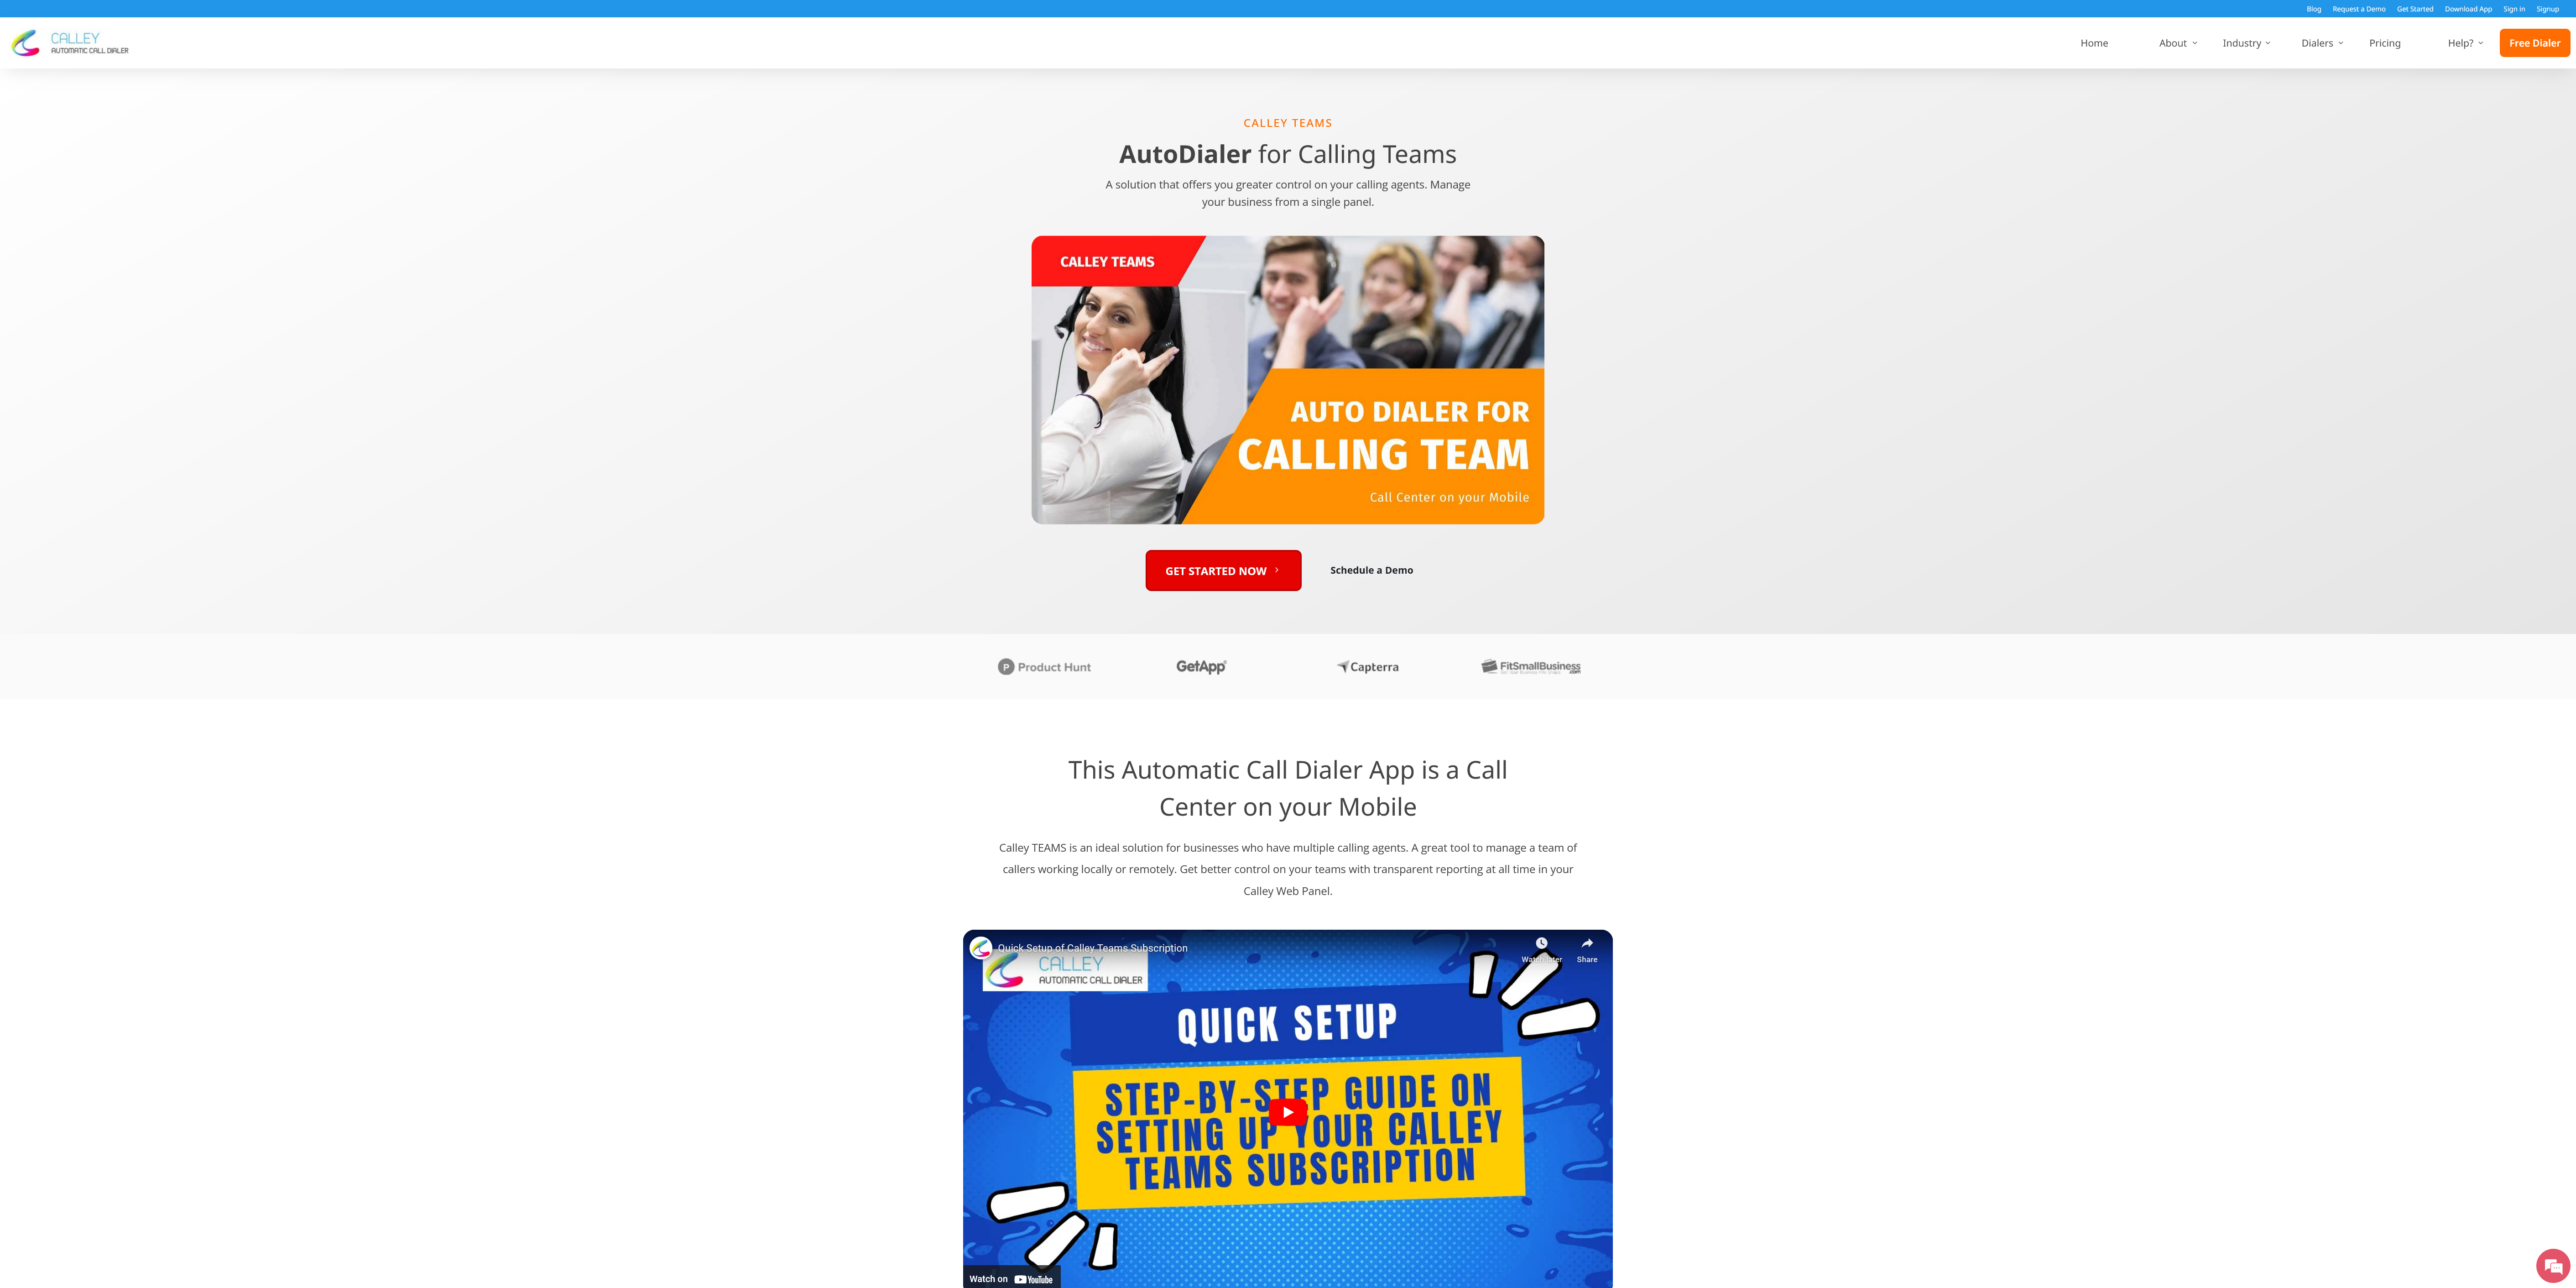 Blog Request a Demo Get Started Download App Sign in Signup
CALLEY
AUTOMATIC CALL DIALER
Home About Industry Dialers Pricing Help? Free Dialer
CALLEY TEAMS
AutoDialer for Calling Teams
A solution that offers you greater control on your calling agents. Manage
your business from a single panel.
CALLEY TEAMS
AUTO DIALER FOR
CALLING TEAM
Call Center on your Mobile
GET STARTED NOW
Schedule a Demo
P Product Hunt GetApp Capterra FitSmallBusiness
.com
This Automatic Call Dialer App is a Call
Center on your Mobile
Calley TEAMS is an ideal solution for businesses who have multiple calling agents. A great tool to manage a team of
callers working locally or remotely. Get better control on your teams with transparent reporting at all time in your
Calley Web Panel.
Quick Setup of Calley Teams Subscription
Watch later Share
CALLEY
AUTOMATIC CALL DIALER
QUICK SETUP
STEP-BY-STEP GUIDE ON
SETTING UP YOUR CALLEY
TEAMS SUBSCRIPTION
Watch on YouTube